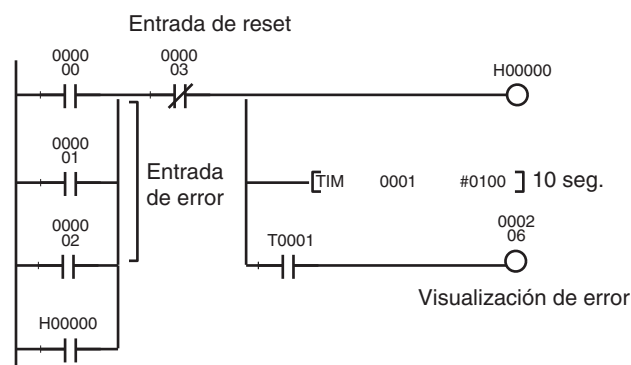 Entrada de reset
0000
00
0000
03
H00000
0000
01
Entrada
de error
[TIM 0001 #0100 ] 10 seg.
0000
02
T0001
0002
06
Visualización de error
H00000